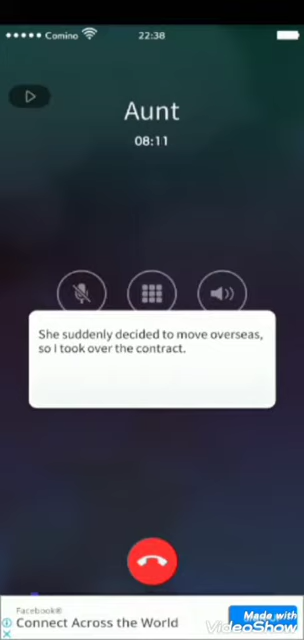 Comino
22:38
Aunt
08:11
She suddenly decided to move overseas,
so I took over the contract.
Facebook®
Connect Across the World
Made with
VideoShow